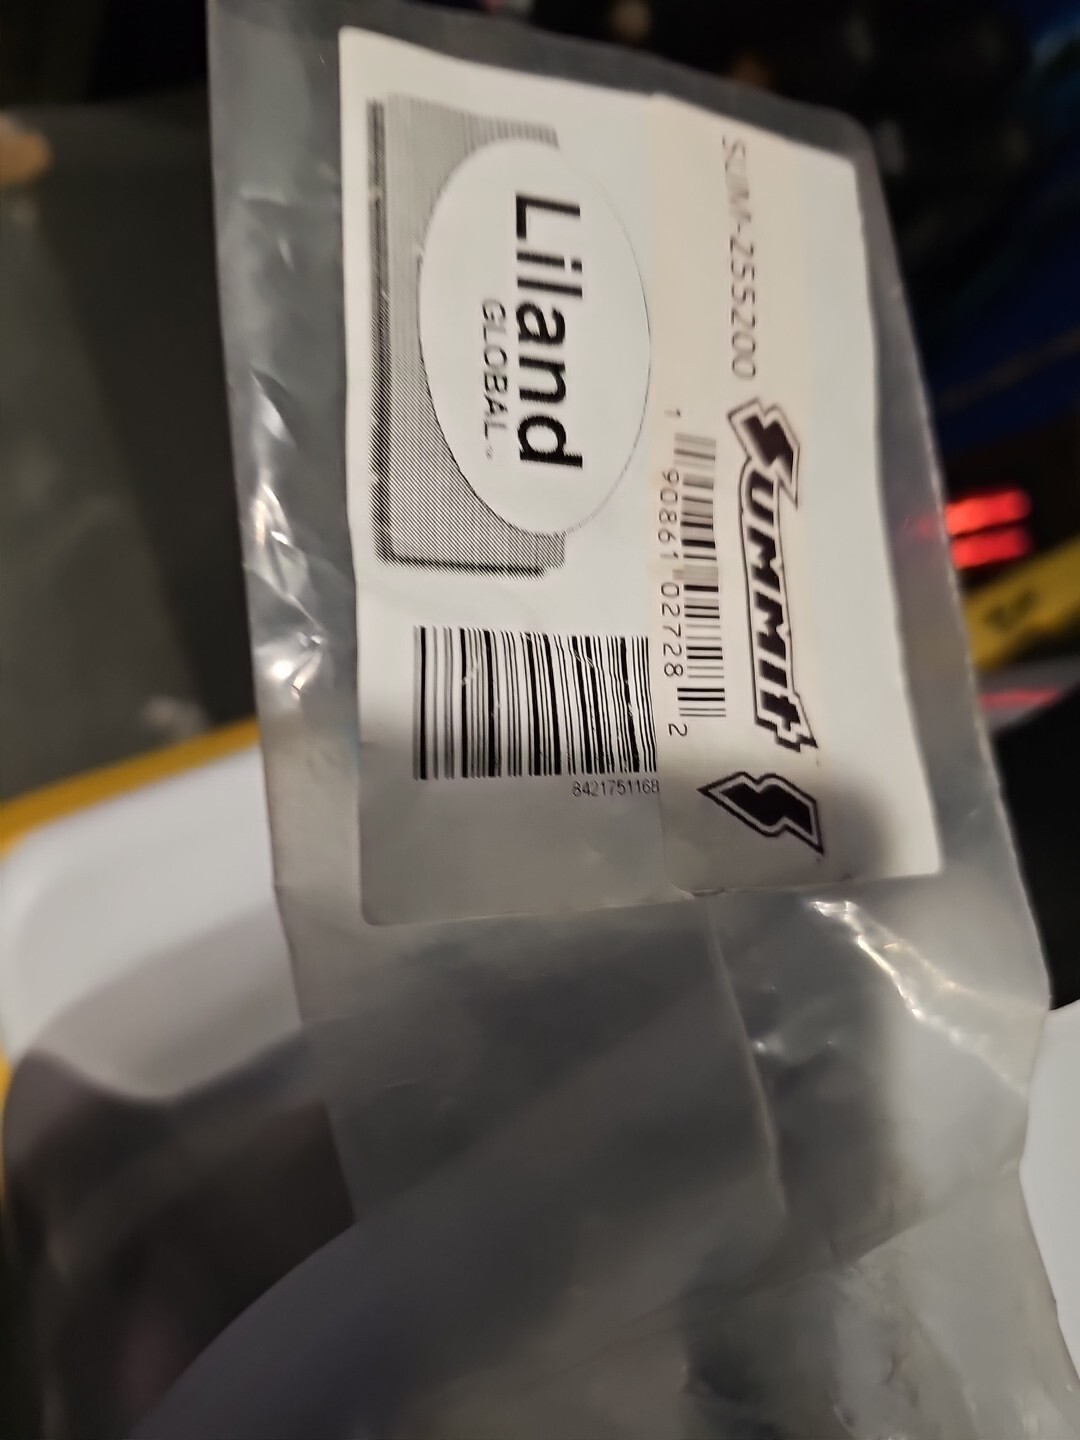 Liland
GLOBAL
8421751168
SUM-255200
SUMMIT
1 90861 02728 2